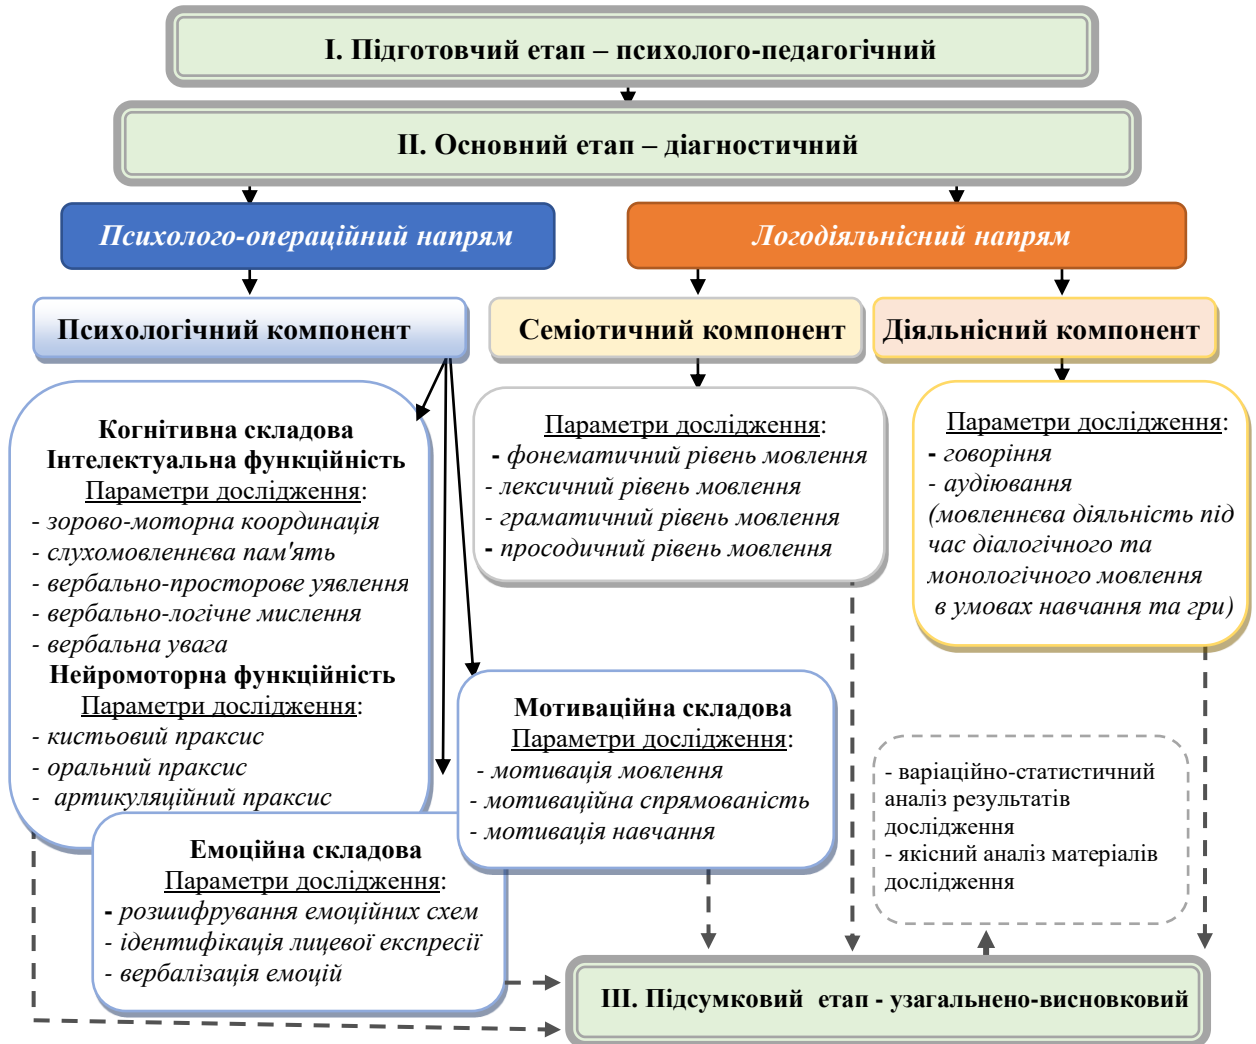 І. Підготовчий етап – психолого-педагогічний
ІІ. Основний етап – діагностичний
Психолого-операційний напрям
Логодіяльнісний напрям
Психологічний компонент
Семіотичний компонент
Діяльнісний компонент
Когнітивна складова
Інтелектуальна функційність
Параметри дослідження:
- зорово-моторна координація
- слухомовленнєва пам'ять
- вербально-просторове уявлення
- вербально-логічне мислення
- вербальна увага
Нейромоторна функційність
Параметри дослідження:
- кистьовий праксис
- оральний праксис
- артикуляційний праксис
Параметри дослідження:
- фонематичний рівень мовлення
- лексичний рівень мовлення
- граматичний рівень мовлення
- просодичний рівень мовлення
Параметри дослідження:
- говоріння
- аудіювання
(мовленнєва діяльність під
час діалогічного та
монологічного мовлення
в умовах навчання та гри)
Мотиваційна складова
Параметри дослідження:
- мотивація мовлення
- мотиваційна спрямованість
- мотивація навчання
- варіаційно-статистичний
аналіз результатів
дослідження
- якісний аналіз матеріалів
дослідження
Емоційна складова
Параметри дослідження:
- розшифрування емоційних схем
- ідентифікація лицевої експресії
- вербалізація емоцій
ІІІ. Підсумковий етап - узагальнено-висновковий